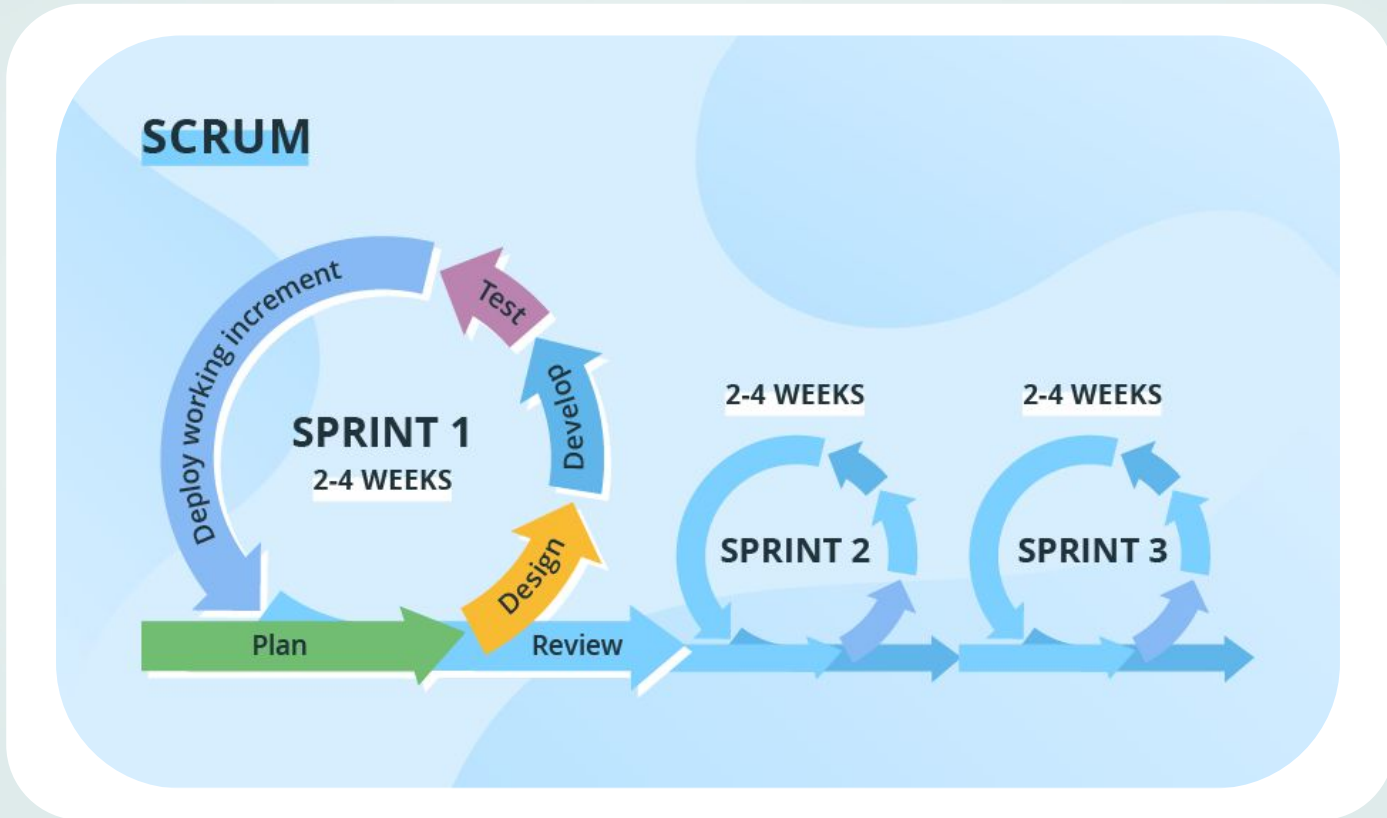 SCRUM
Deploy working increment
Test
Develop
Design
SPRINT 1
2-4 WEEKS
Plan
Review
2-4 WEEKS
SPRINT 2
2-4 WEEKS
SPRINT 3